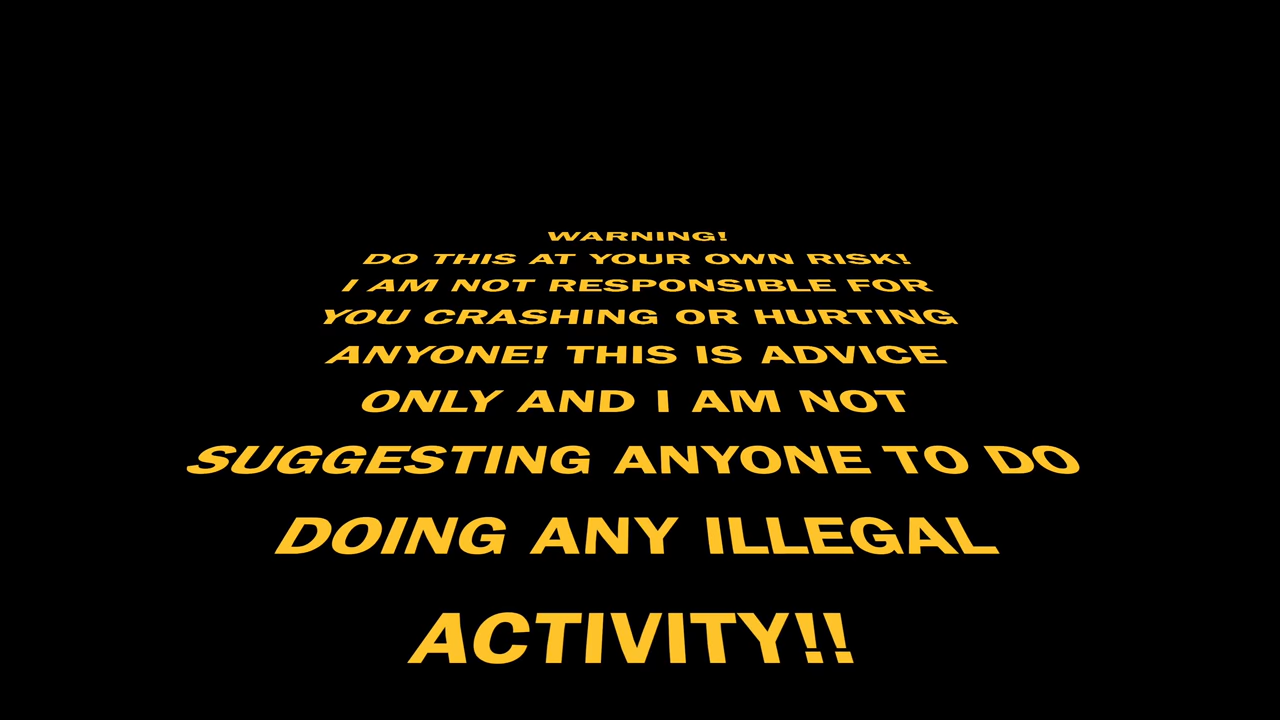 WARNING!
DO THIS AT YOUR OWN RISK!
I AM NOT RESPONSIBLE FOR
YOU CRASHING OR HURTING
ANYONE! THIS IS ADVICE
ONLY AND I AM NOT
SUGGESTING ANYONE TO DO
DOING ANY ILLEGAL
ACTIVITY!!